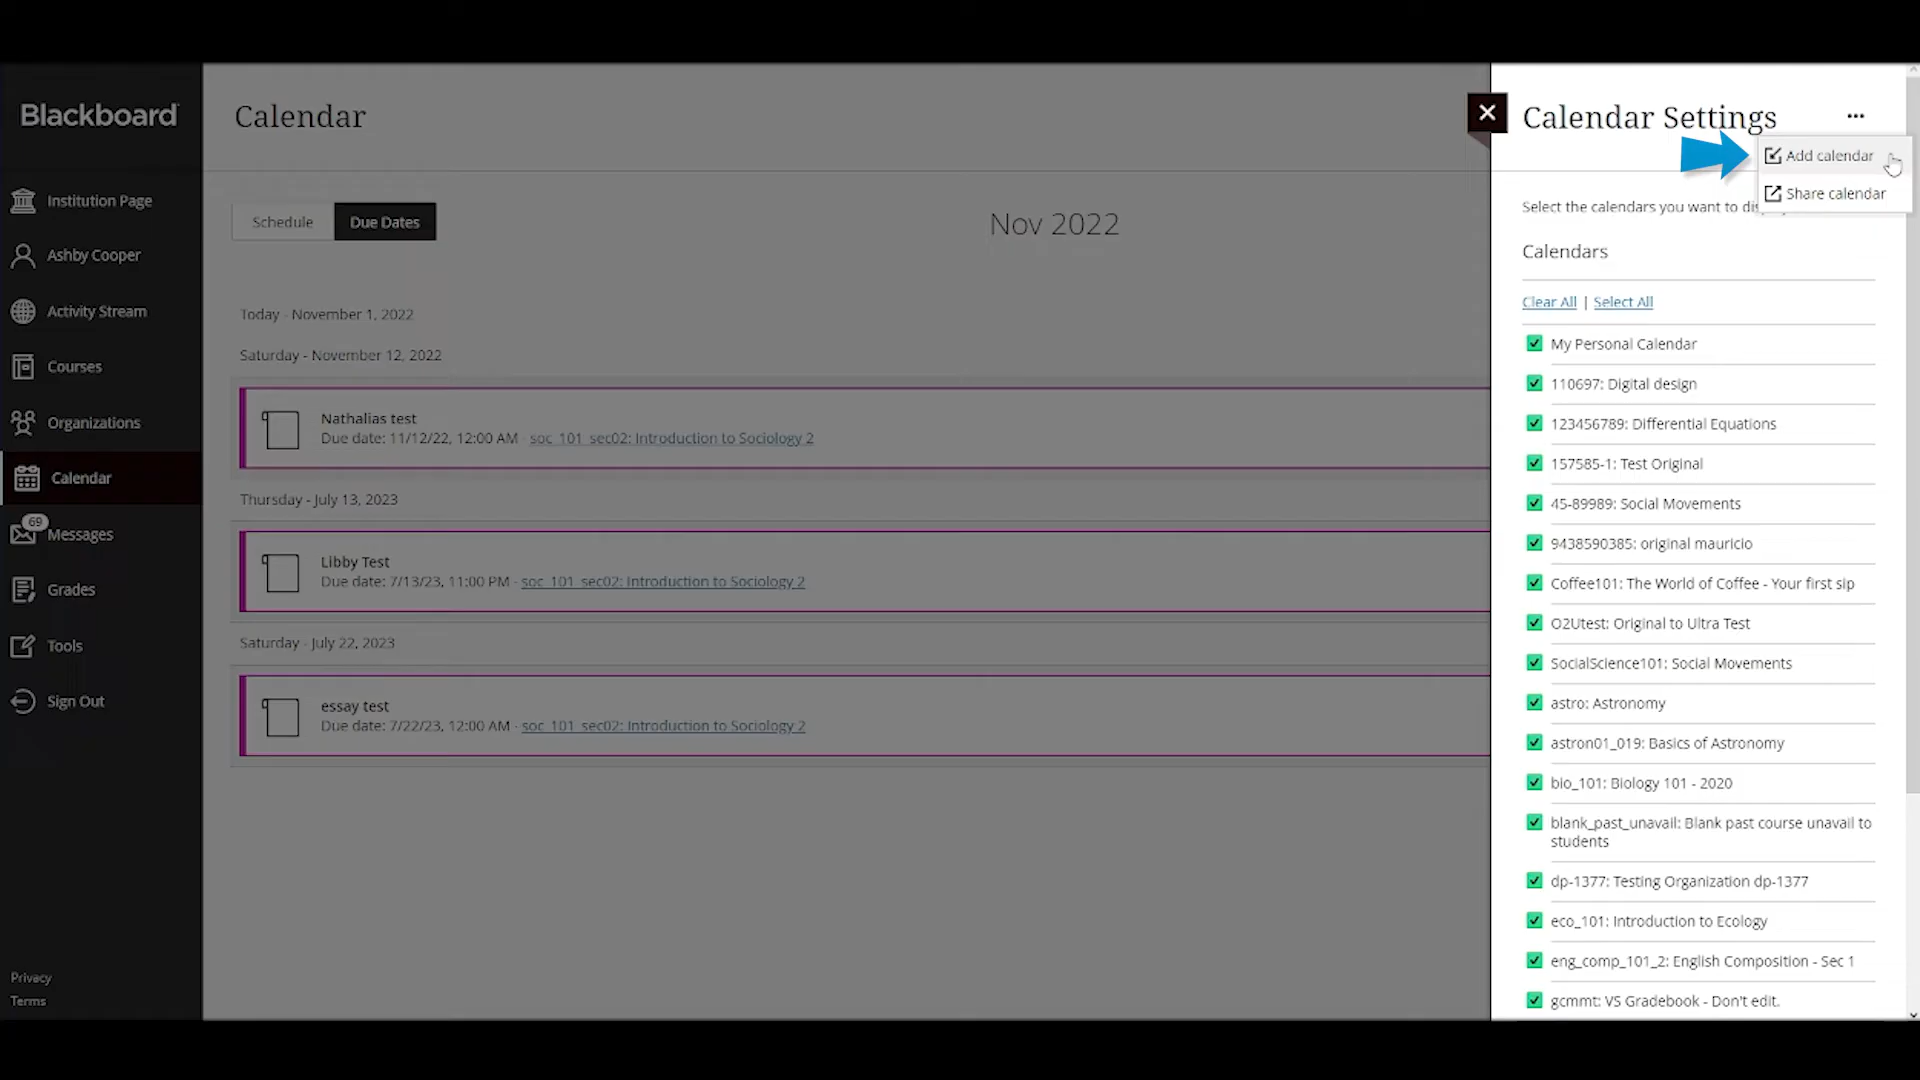 Blackboard
Institution Page
Ashby Cooper
Activity Stream
Courses
Organizations
Calendar
69
Messages
Grades
Tools
Sign Out
Privacy
Terms
Calendar
Schedule
Due Dates
Nov 2022
Today - November 1, 2022
Saturday - November 12, 2022
Nathalias test
Due date: 11/12/22, 12:00 AM · soc_101_sec02: Introduction to Sociology 2
Thursday - July 13, 2023
Libby Test
Due date: 7/13/23, 11:00 PM · soc_101_sec02: Introduction to Sociology 2
Saturday - July 22, 2023
essay test
Due date: 7/22/23, 12:00 AM · soc_101_sec02: Introduction to Sociology 2
Calendar Settings
Add calendar
Share calendar
Select the calendars you want to
Calendars
Clear All | Select All
My Personal Calendar
110697: Digital design
123456789: Differential Equations
157585-1: Test Original
45-89989: Social Movements
9438590385: original mauricio
Coffee101: The World of Coffee - Your first sip
O2Utest: Original to Ultra Test
SocialScience101: Social Movements
astro: Astronomy
astron01_019: Basics of Astronomy
bio_101: Biology 101 - 2020
blank_past_unavail: Blank past course unavail to
students
dp-1377: Testing Organization dp-1377
eco_101: Introduction to Ecology
eng_comp_101_2: English Composition - Sec 1
gcmmt: VS Gradebook - Don't edit.